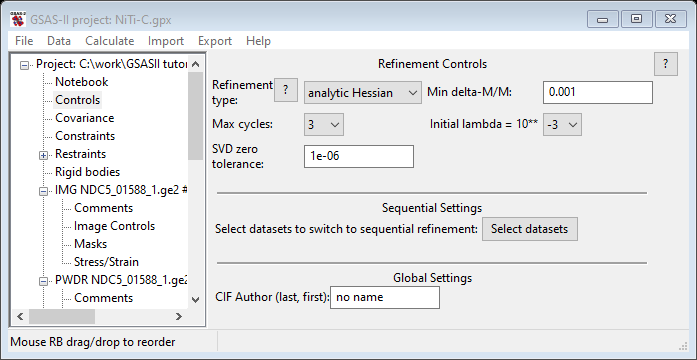 GSAS-II project: NiTi-C.gpx
File Data Calculate Import Export Help
Project: C:\work\GSASII tutor
Notebook
Controls
Covariance
Constraints
Restraints
Rigid bodies
IMG NDC5_01588_1.ge2 #
Comments
Image Controls
Masks
Stress/Strain
PWDR NDC5_01588_1.ge2
Comments
Refinement Controls ?
Refinement type: ? analytic Hessian Min delta-M/M: 0.001
Max cycles: 3 Initial lambda = 10** -3
SVD zero tolerance: 1e-06
Sequential Settings
Select datasets to switch to sequential refinement: Select datasets
Global Settings
CIF Author (last, first): no name
Mouse RB drag/drop to reorder